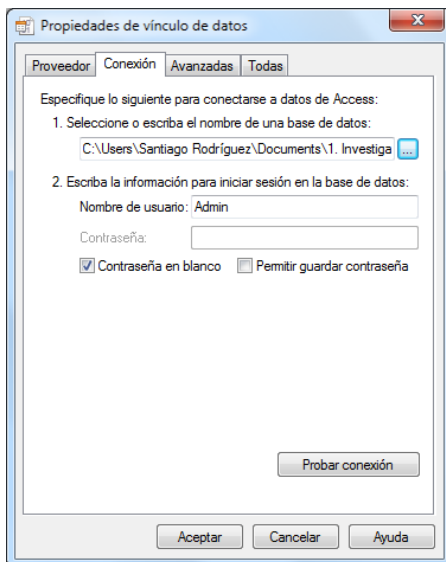 Propiedades de vínculo de datos
Proveedor Conexión Avanzadas Todas
Especifique lo siguiente para conectarse a datos de Access:
1. Seleccione o escriba el nombre de una base de datos:
C:\Users\Santiago Rodríguez\Documents\1. Investiga ...
2. Escriba la información para iniciar sesión en la base de datos:
Nombre de usuario: Admin
Contraseña:
Contraseña en blanco Permitir guardar contraseña
Probar conexión
Aceptar Cancelar Ayuda